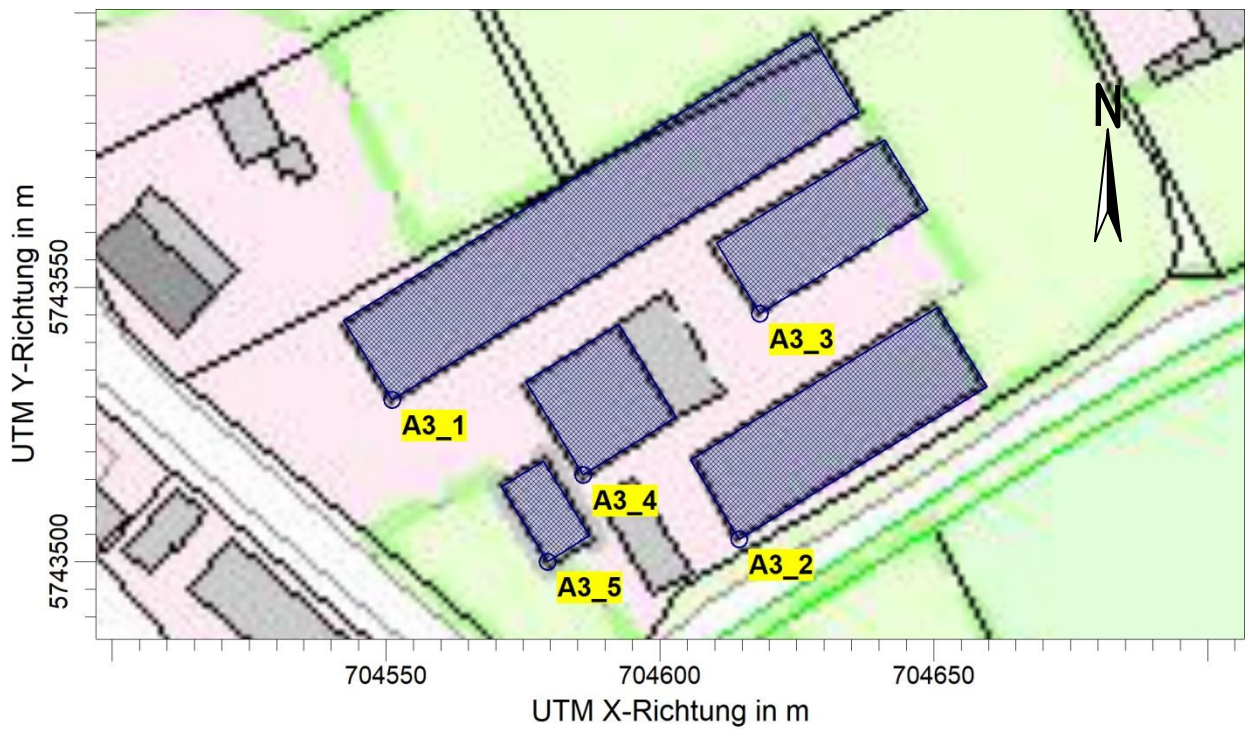 N
5743550
UTM Y-Richtung in m
A3_3
A3_1
A3_4
A3_2
5743500
A3_5
704550
704600
704650
UTM X-Richtung in m